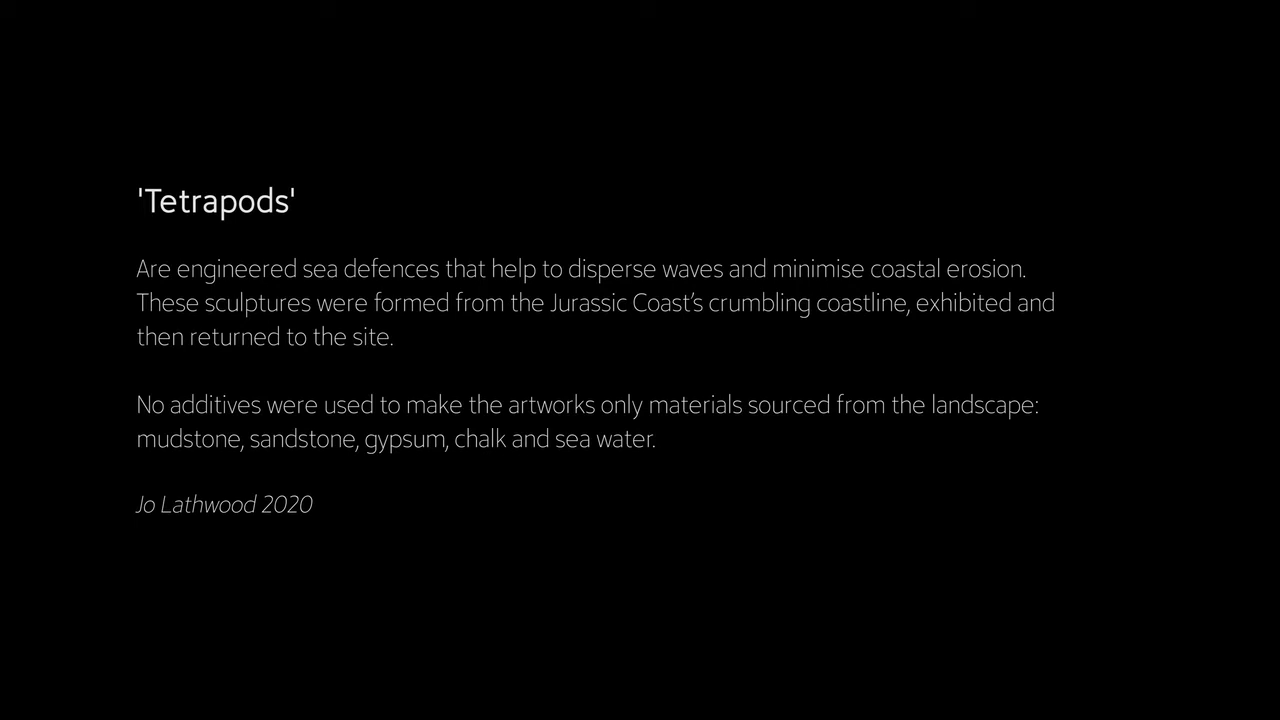 'Tetrapods'
Are engineered sea defences that help to disperse waves and minimise coastal erosion.
These sculptures were formed from the Jurassic Coast’s crumbling coastline, exhibited and
then returned to the site.
No additives were used to make the artworks only materials sourced from the landscape:
mudstone, sandstone, gypsum, chalk and sea water.
Jo Lathwood 2020